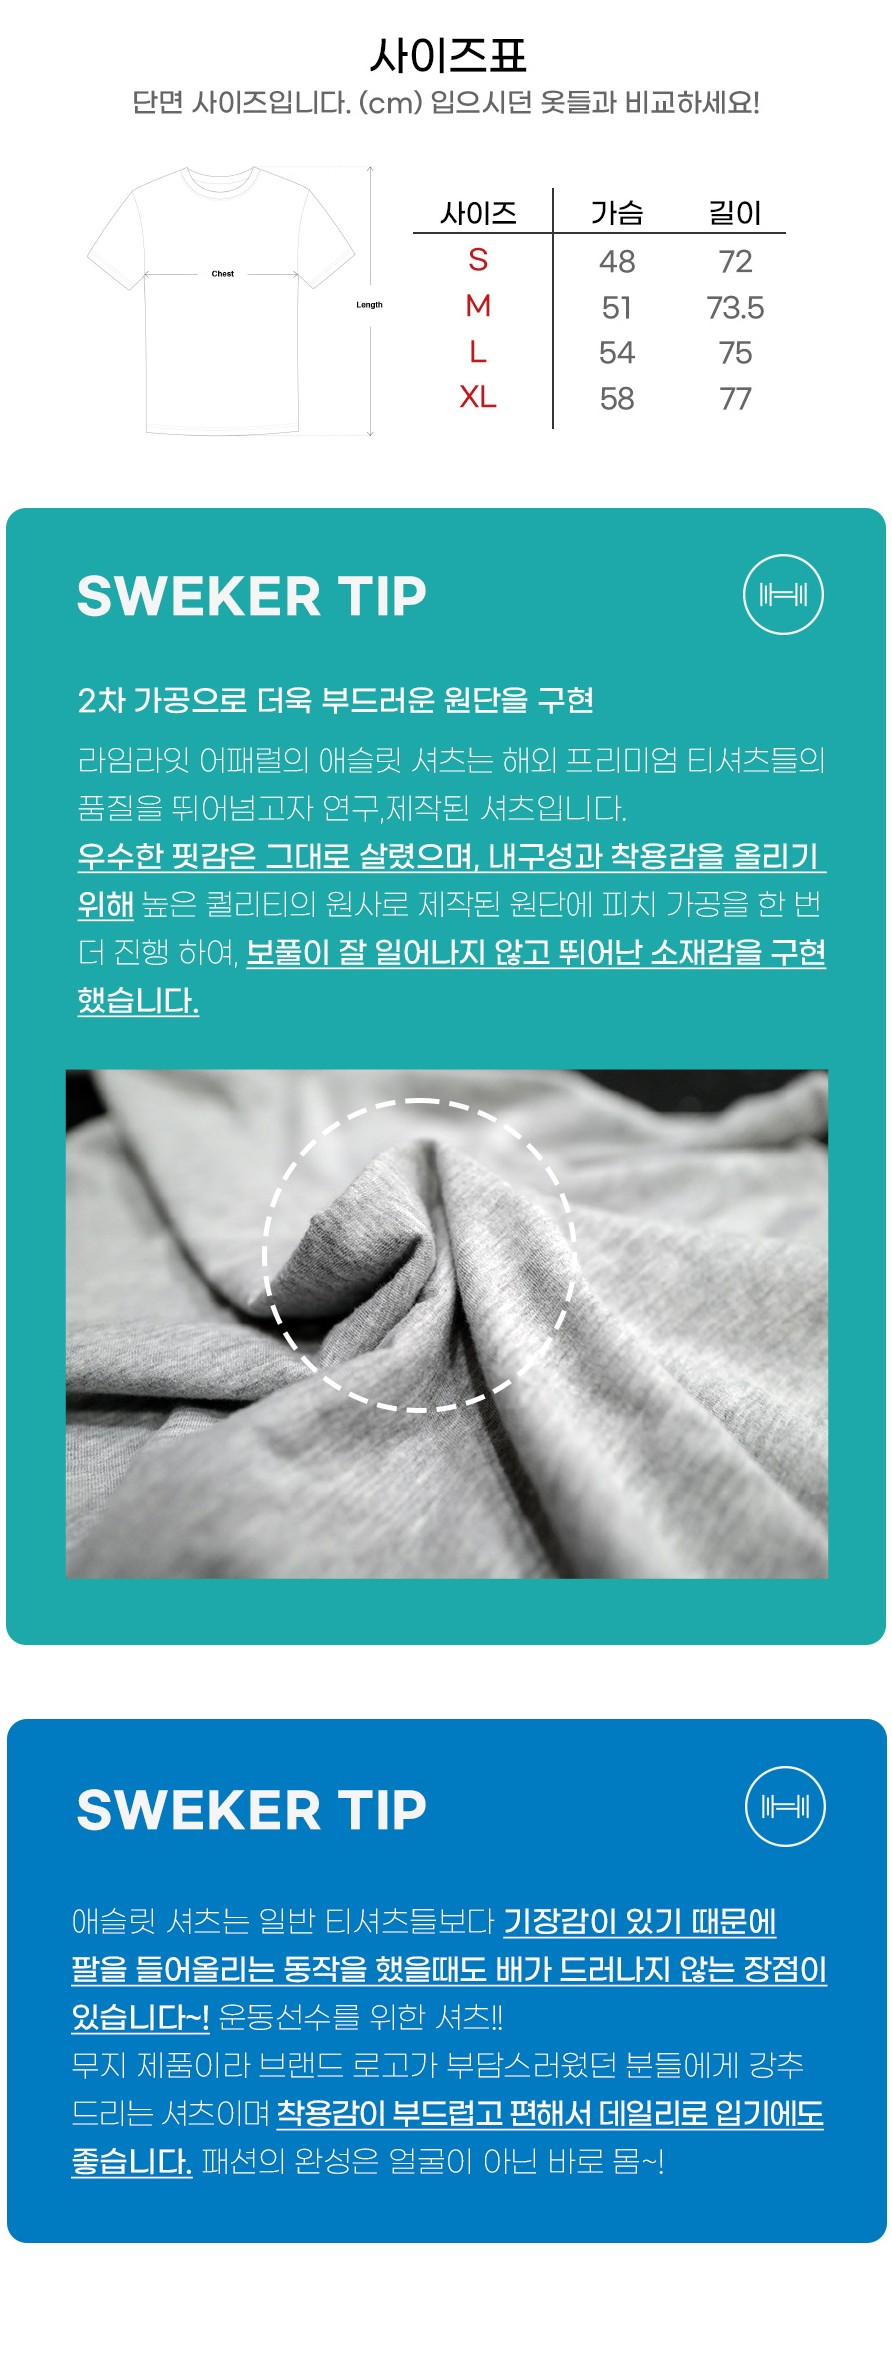 사이즈표
단면 사이즈입니다. (cm) 입으시던 옷들과 비교하세요!
Chest
Length
사이즈 가슴 길이
S 48 72
M 51 73.5
L 54 75
XL 58 77
SWEKER TIP
2차 가공으로 더욱 부드러운 원단을 구현
라임라잇 어패럴의 애슬릿 셔츠는 해외 프리미엄 티셔츠들의
품질을 뛰어넘고자 연구,제작된 셔츠입니다.
우수한 핏감은 그대로 살렸으며, 내구성과 착용감을 올리기
위해 높은 퀄리티의 원사로 제작된 원단에 피치 가공을 한 번
더 진행 하여, 보풀이 잘 일어나지 않고 뛰어난 소재감을 구현
했습니다.
SWEKER TIP
애슬릿 셔츠는 일반 티셔츠들보다 기장감이 있기 때문에
팔을 들어올리는 동작을 했을때도 배가 드러나지 않는 장점이
있습니다~! 운동선수를 위한 셔츠!!
무지 제품이라 브랜드 로고가 부담스러웠던 분들에게 강추
드리는 셔츠이며 착용감이 부드럽고 편해서 데일리로 입기에도
좋습니다. 패션의 완성은 얼굴이 아닌 바로 몸~!